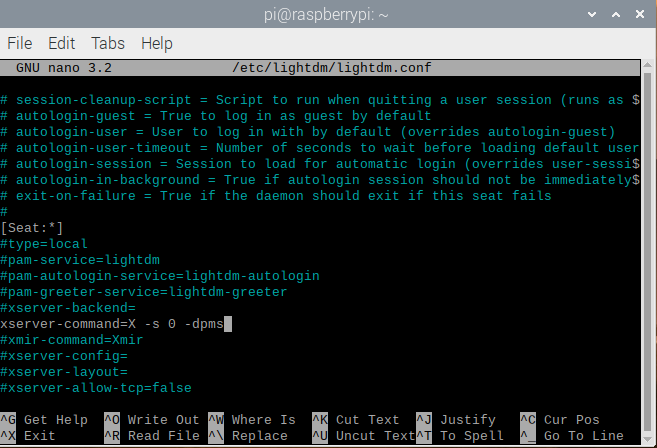 pi@raspberrypi: ~
File Edit Tabs Help
GNU nano 3.2 /etc/lightdm/lightdm.conf
# session-cleanup-script = Script to run when quitting a user session (runs as $
# autologin-guest = True to log in as guest by default
# autologin-user = User to log in with by default (overrides autologin-guest)
# autologin-user-timeout = Number of seconds to wait before loading default user
# autologin-session = Session to load for automatic login (overrides user-sessi$
# autologin-in-background = True if autologin session should not be immediately$
# exit-on-failure = True if the daemon should exit if this seat fails
#
[Seat:*]
#type=local
#pam-service=lightdm
#pam-autologin-service=lightdm-autologin
#pam-greeter-service=lightdm-greeter
#xserver-backend=
xserver-command=X -s 0 -dpms
#xmir-command=Xmir
#xserver-config=
#xserver-layout=
#xserver-allow-tcp=false
^G Get Help ^O Write Out ^W Where Is ^K Cut Text ^J Justify ^C Cur Pos
^X Exit ^R Read File ^\ Replace ^U Uncut Text ^T To Spell ^_ Go To Line